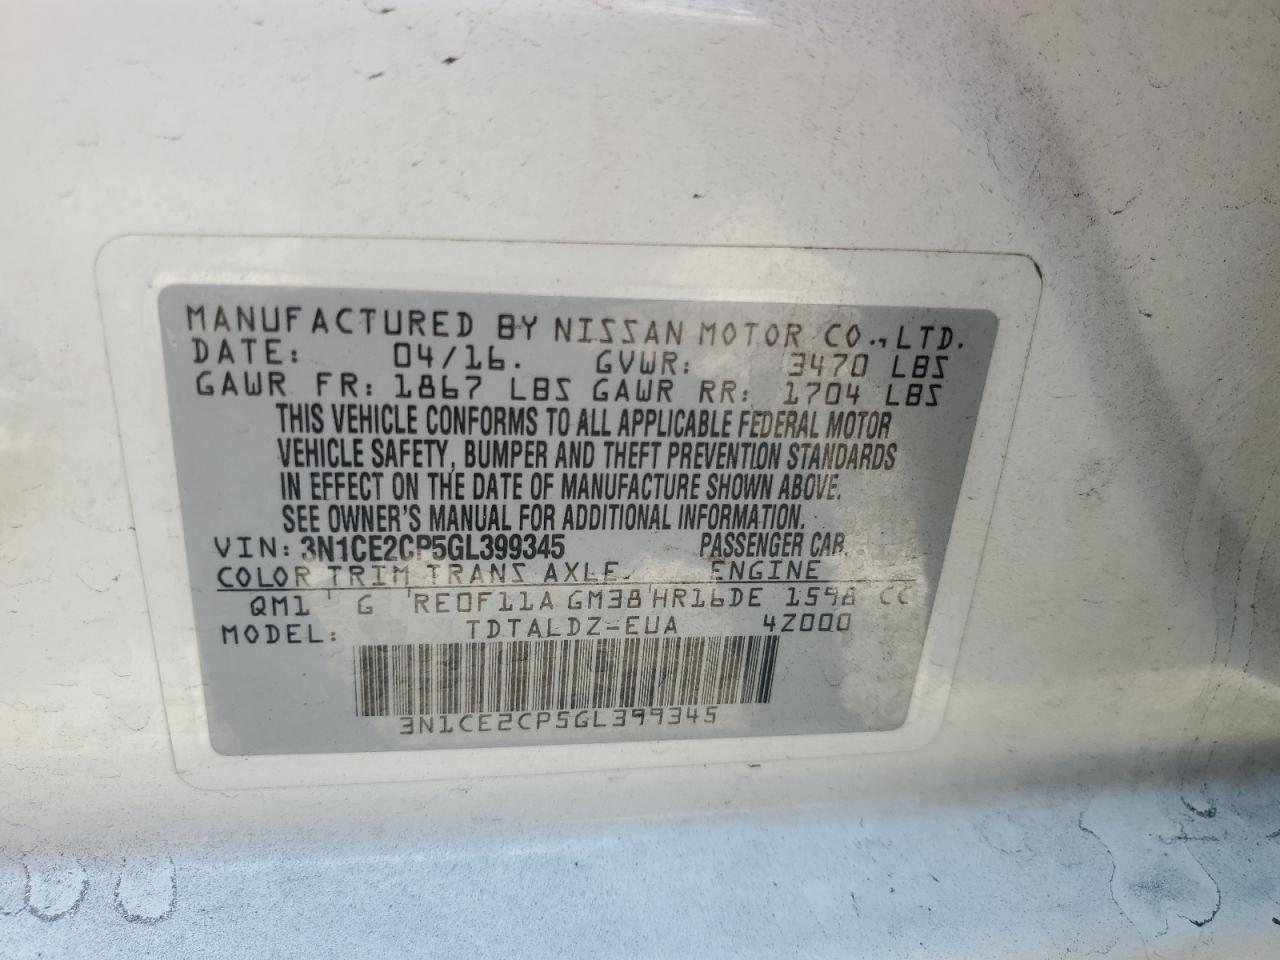 MANUFACTURED BY NISSAN MOTOR CO., LTD.
DATE: 04/16. GVWR: 3470 LBS
GAWR FR: 1867 LBS GAWR RR: 1704 LBS
THIS VEHICLE CONFORMS TO ALL APPLICABLE FEDERAL MOTOR
VEHICLE SAFETY, BUMPER AND THEFT PREVENTION STANDARDS
IN EFFECT ON THE DATE OF MANUFACTURE SHOWN ABOVE.
SEE OWNER'S MANUAL FOR ADDITIONAL INFORMATION.
VIN: 3N1CE2CP5GL399345 PASSENGER CAR.
COLOR TRIM TRANS AXLE ENGINE
QM1 ' G 'RE0F11A GM38'HR16DE 1598 CC
MODEL: TDTALDZ-EUA 4Z000
3N1CE2CP5GL399345